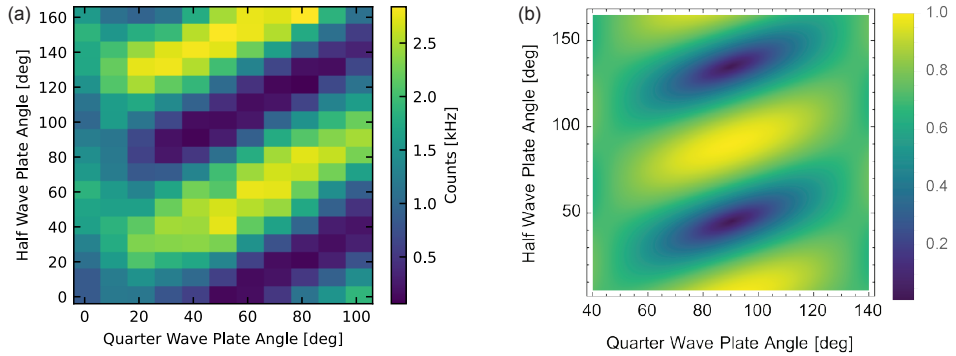 (a)
160
140
120
100
80
60
40
20
0
Half Wave Plate Angle [deg]
0 20 40 60 80 100
Quarter Wave Plate Angle [deg]
2.5
2.0
1.5
1.0
0.5
Counts [kHz]
(b)
150
100
50
Half Wave Plate Angle [deg]
40 60 80 100 120 140
Quarter Wave Plate Angle [deg]
1.0
0.8
0.6
0.4
0.2